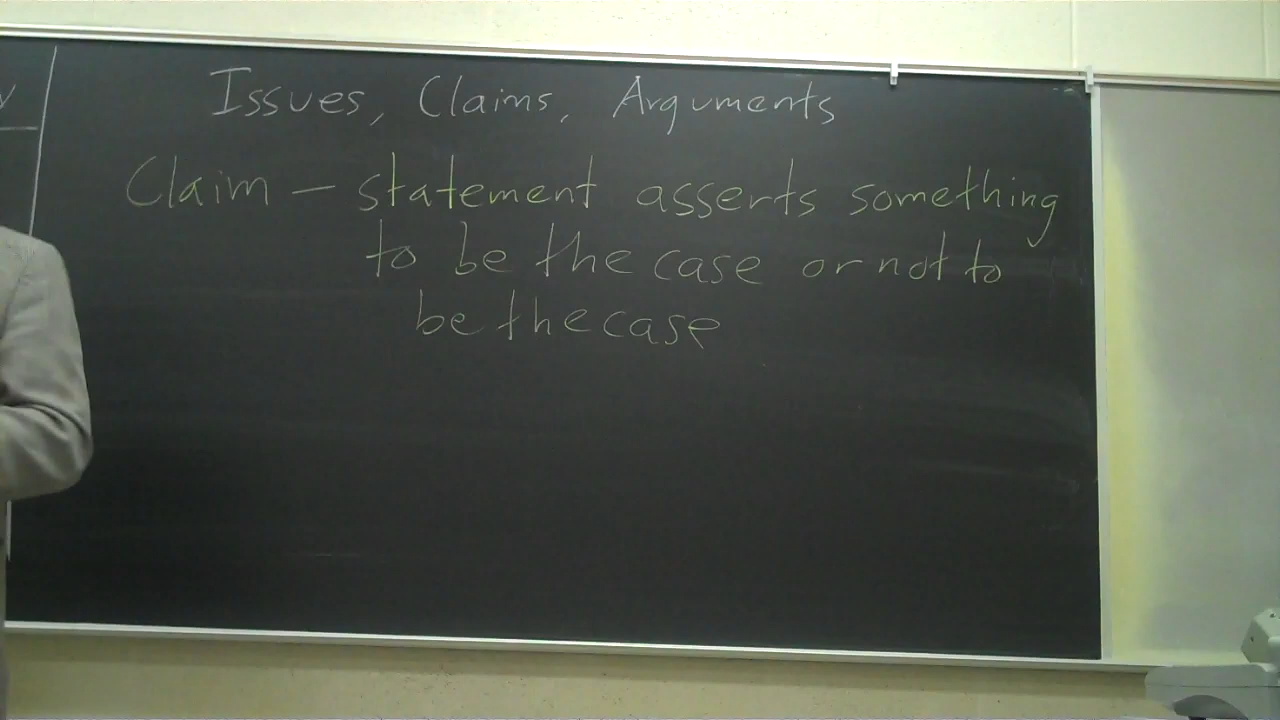 Issues, Claims, Arguments
Claim – statement asserts something
to be the case or not to
be the case